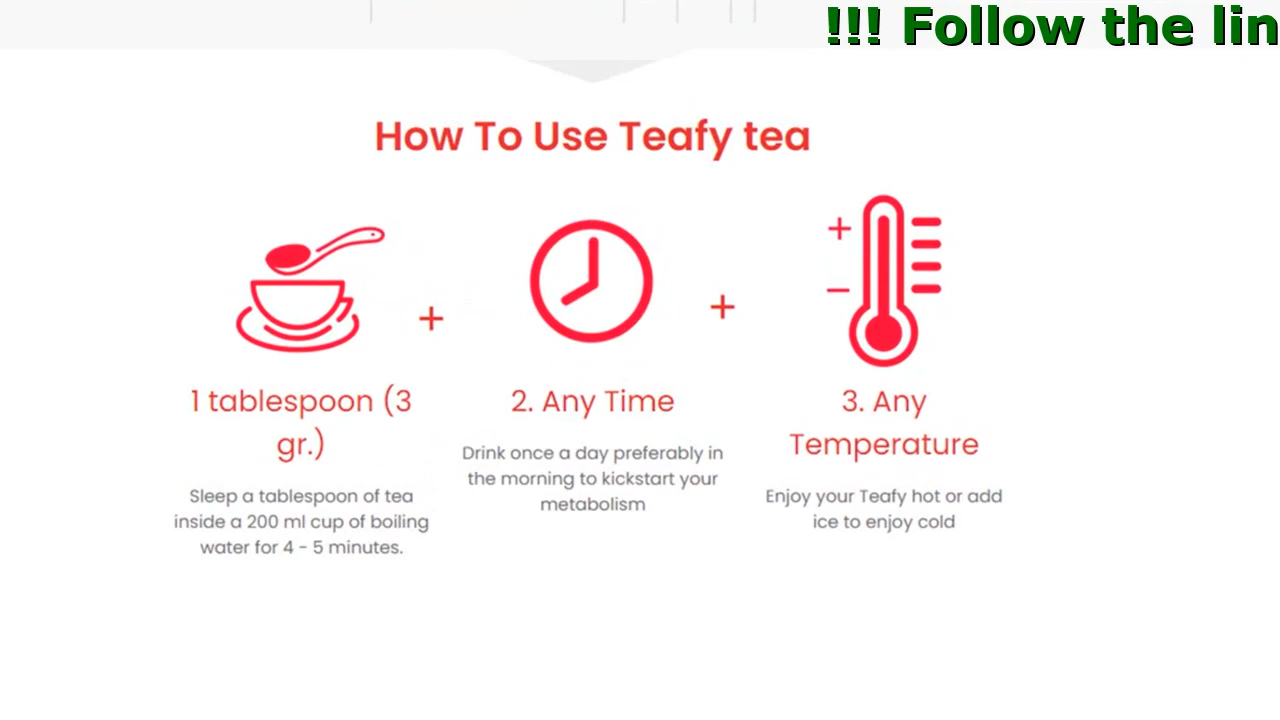 !!! Follow the lin
How To Use Teafy tea
+
-
+
+
1 tablespoon (3
gr.)
Sleep a tablespoon of tea
inside a 200 ml cup of boiling
water for 4 - 5 minutes.
2. Any Time
Drink once a day preferably in
the morning to kickstart your
metabolism
3. Any
Temperature
Enjoy your Teafy hot or add
ice to enjoy cold